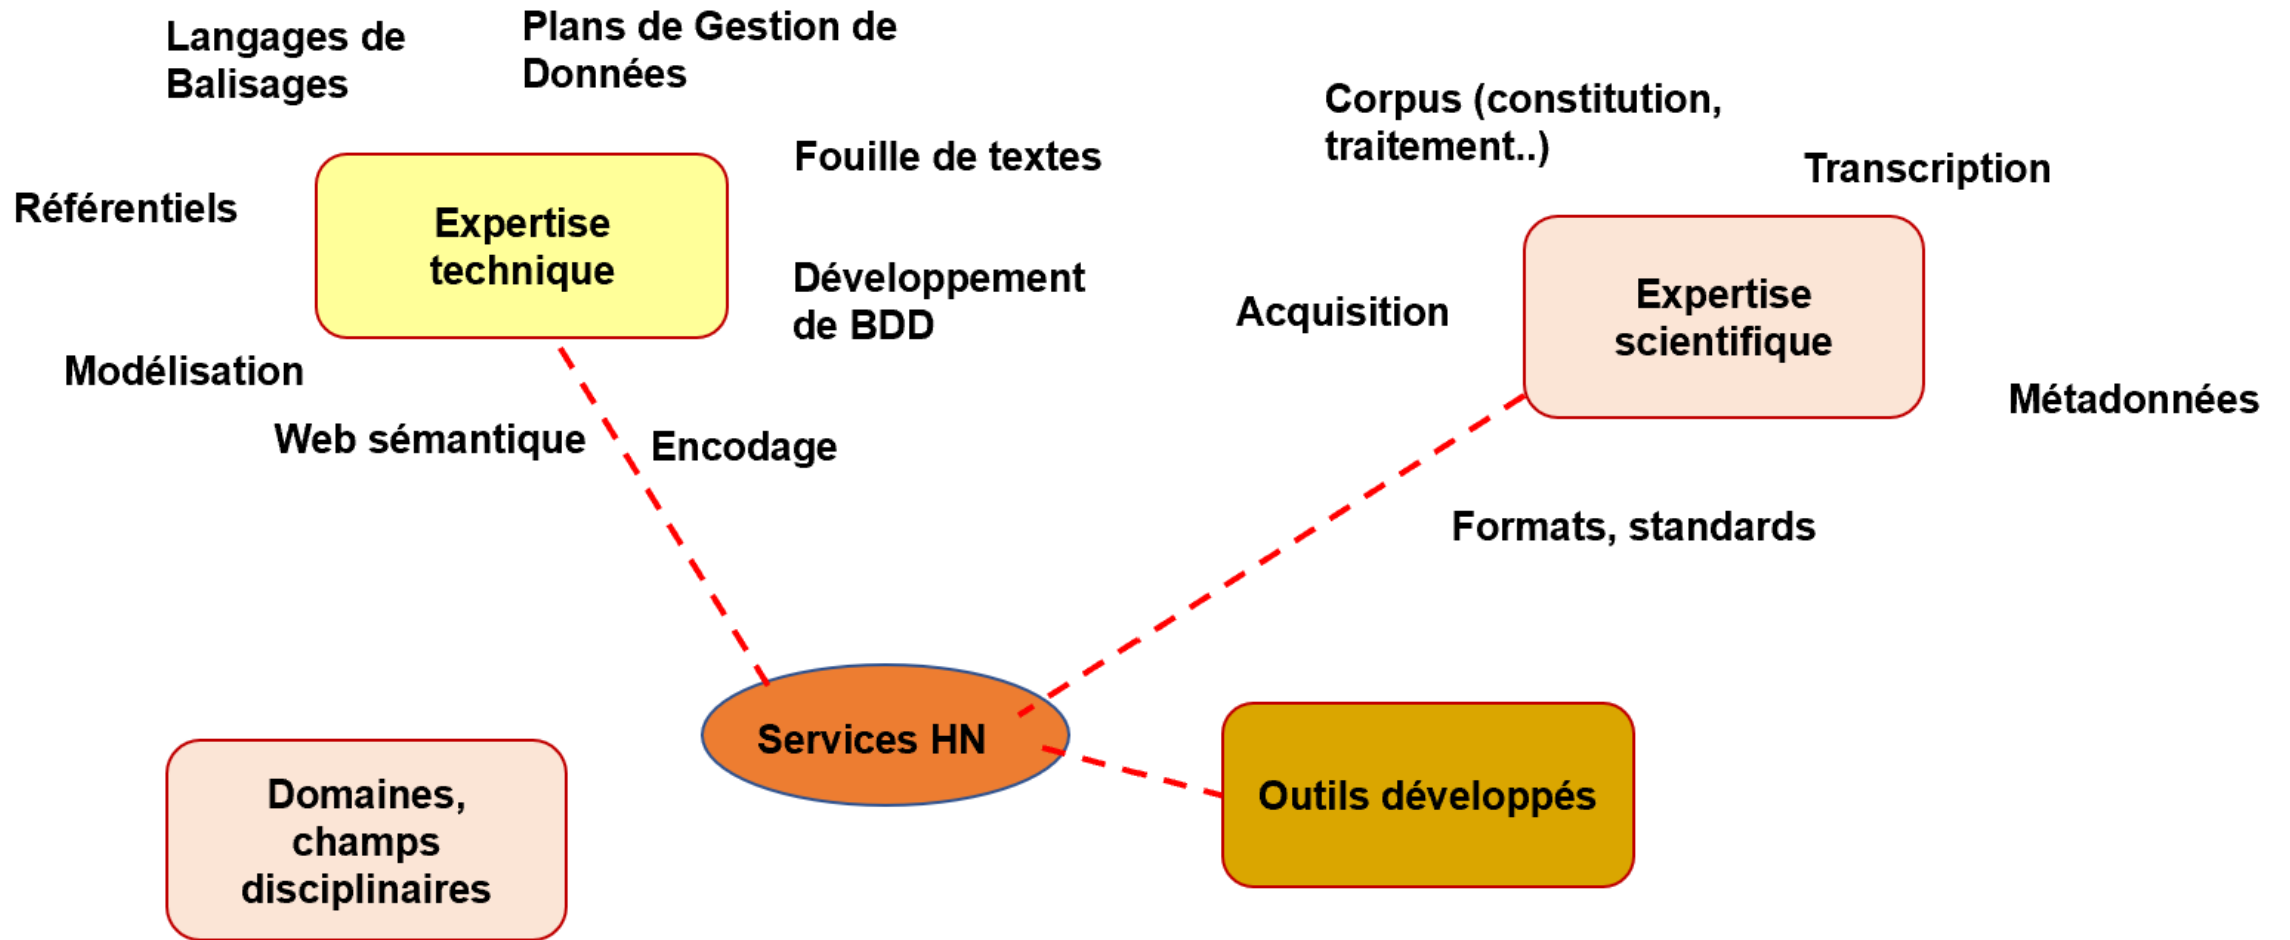 Langages de
Balisages
Plans de Gestion de
Données
Fouille de textes
Référentiels
Expertise
technique
Développement
de BDD
Modélisation
Web sémantique
Encodage
Corpus (constitution,
traitement..)
Transcription
Acquisition
Expertise
scientifique
Métadonnées
Formats, standards
Services HN
Outils développés
Domaines,
champs
disciplinaires